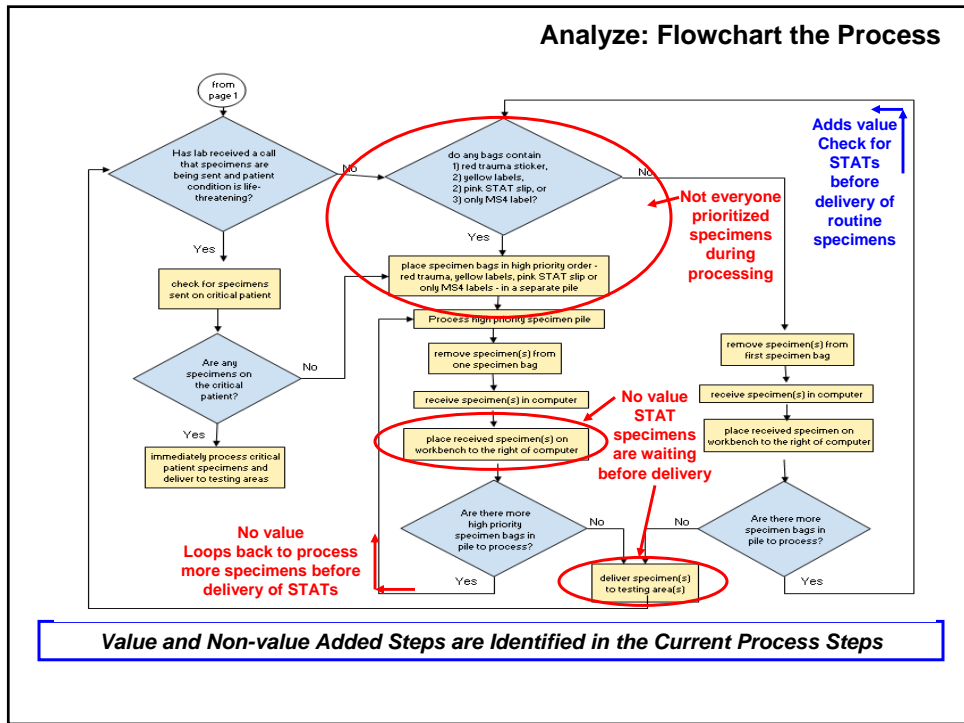 Analyze: Flowchart the Process
from
page 1
Has lab received a call
that specimens are
being sent and patient
condition is life-
threatening?
No
do any bags contain
1) red trauma sticker,
2) yellow labels,
2) pink STAT slip, or
3) only MS4 label?
No
Adds value
Check for
STATs
before
delivery of
routine
specimens
Not everyone
prioritized
specimens
during
processing
Yes
Yes
check for specimens
sent on critical patient
place specimen bags in high priority order -
red trauma, yellow labels, pink STAT slip or
only MS4 labels - in a separate pile
Process high priority specimen pile
remove specimen(s) from
one specimen bag
remove specimen(s) from
first specimen bag
Are any
specimens on
the critical
patient?
No
receive specimen(s) in computer
receive specimen(s) in computer
No value
STAT
specimens
are waiting
before delivery
place received specimen(s) on
workbench to the right of computer
place received specimen on
workbench to the right of computer
Yes
immediately process critical
patient specimens and
deliver to testing areas
Are there more
high priority
specimen bags in
pile to process?
No
No
Are there more
specimen bags in
pile to process?
No value
Loops back to process
more specimens before
delivery of STATs
Yes
deliver specimen(s)
to testing area(s)
Yes
Value and Non-value Added Steps are Identified in the Current Process Steps